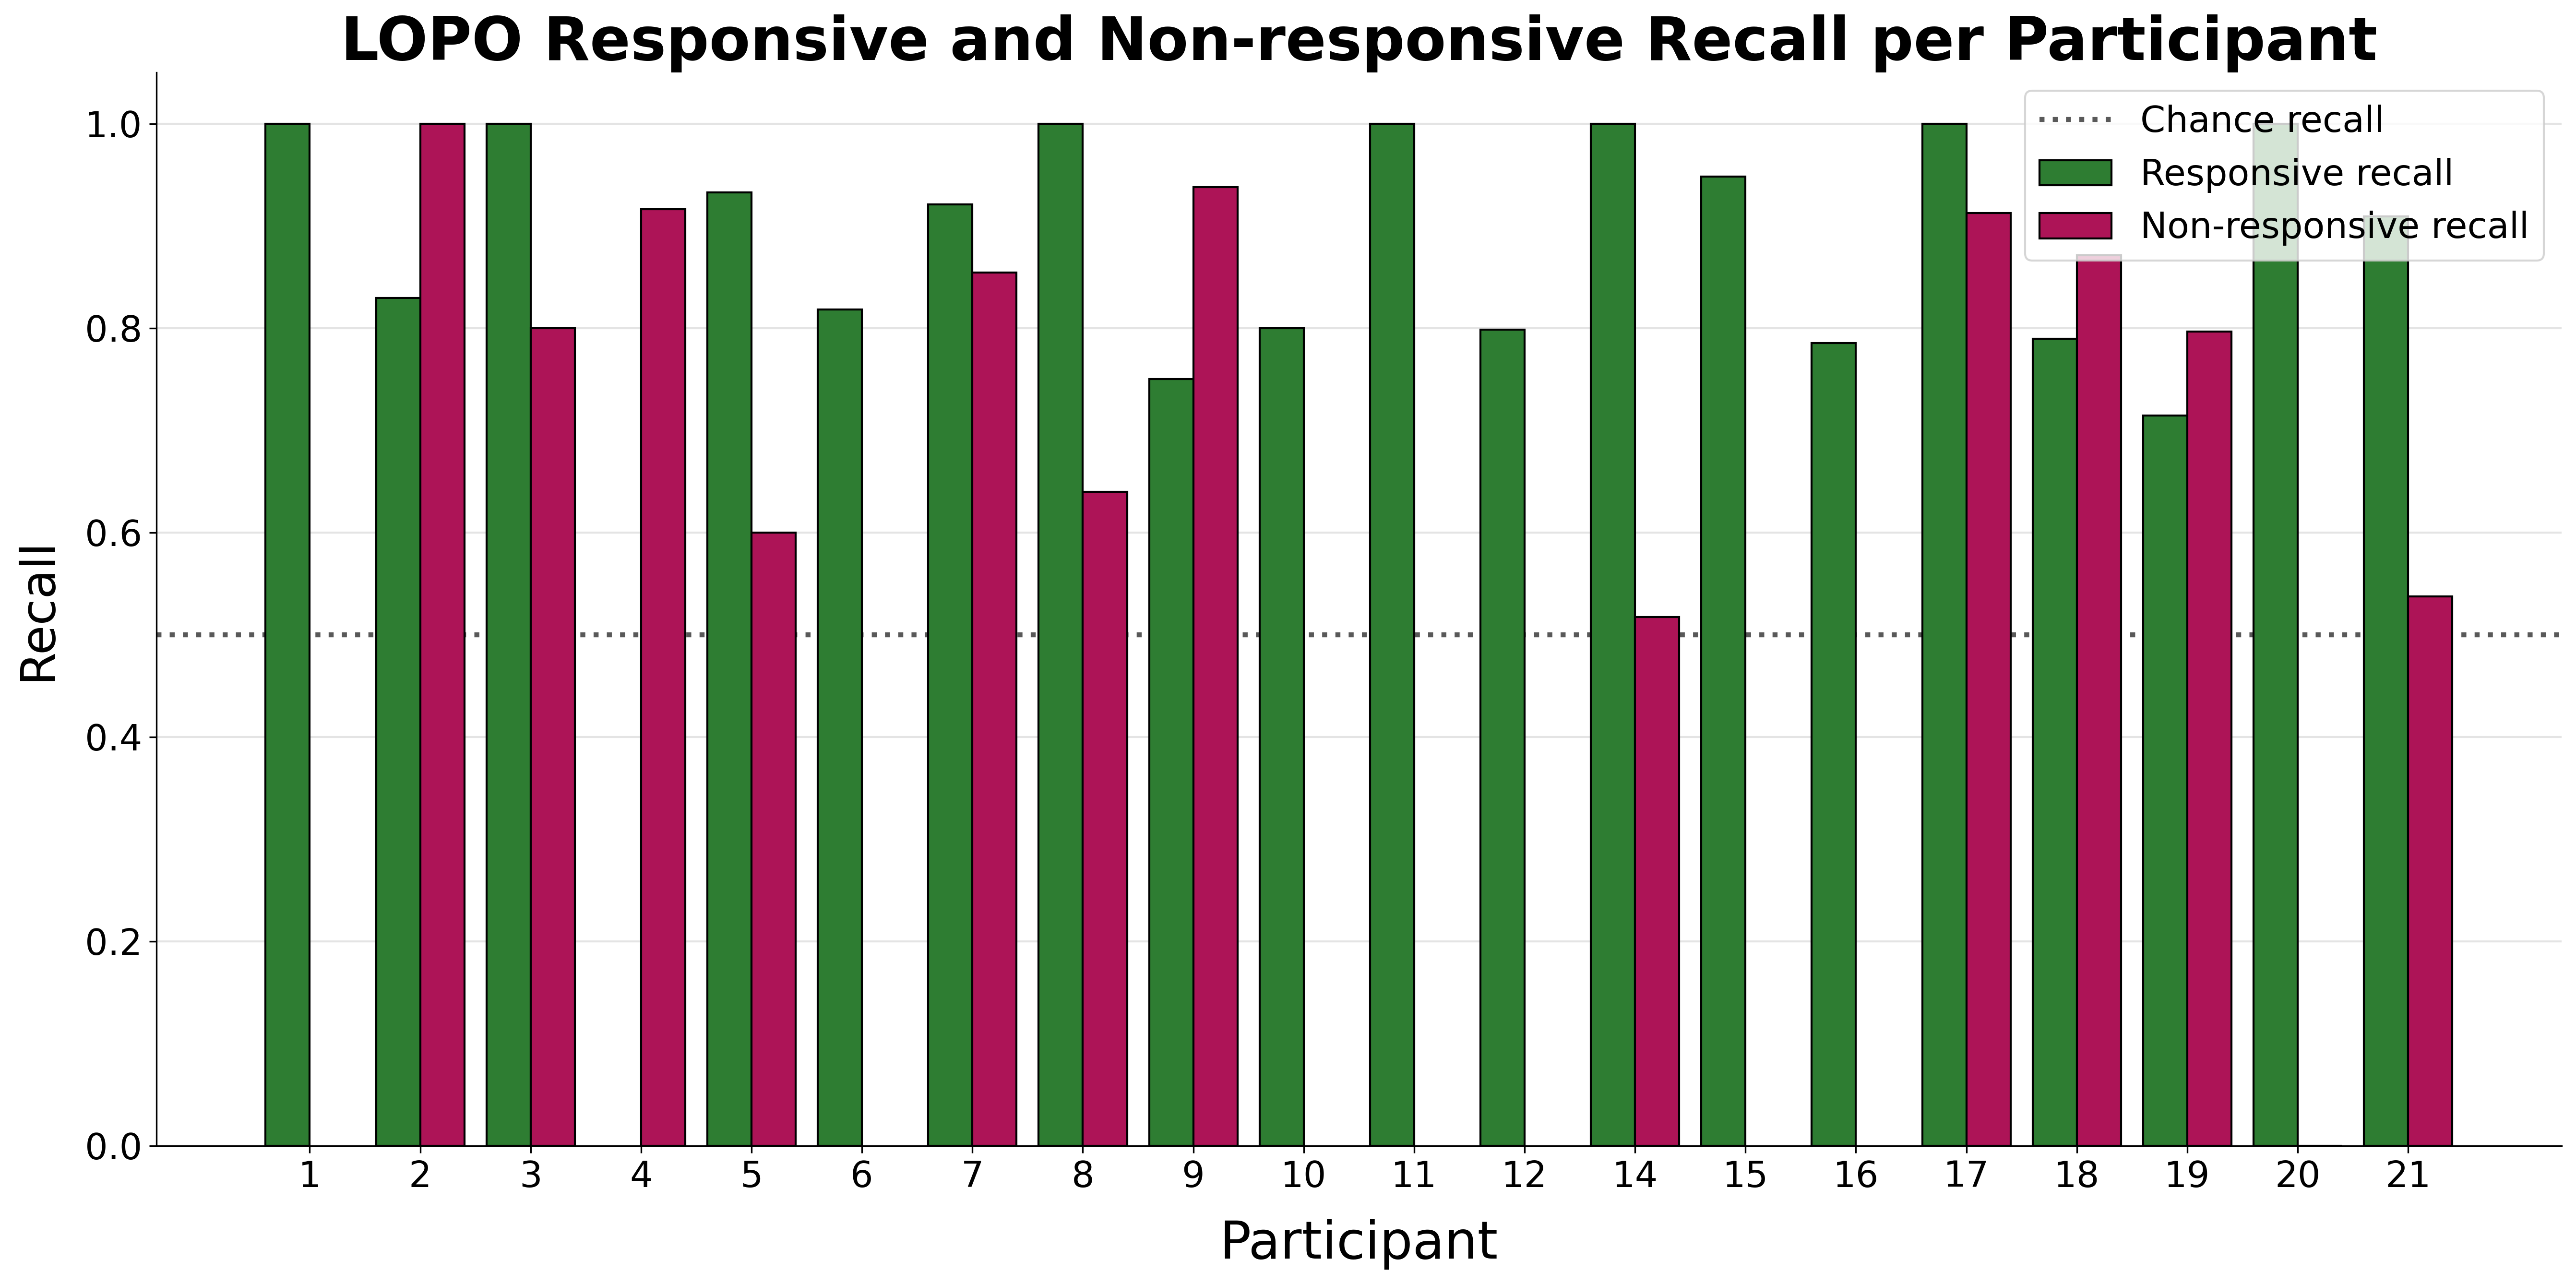 LOPO Responsive and Non-responsive Recall per Participant
Chance recall
Responsive recall
Non-responsive recall
1.0
0.8
0.6
0.4
0.2
0.0
Recall
1 2 3 4 5 6 7 8 9 10 11 12 14 15 16 17 18 19 20 21
Participant